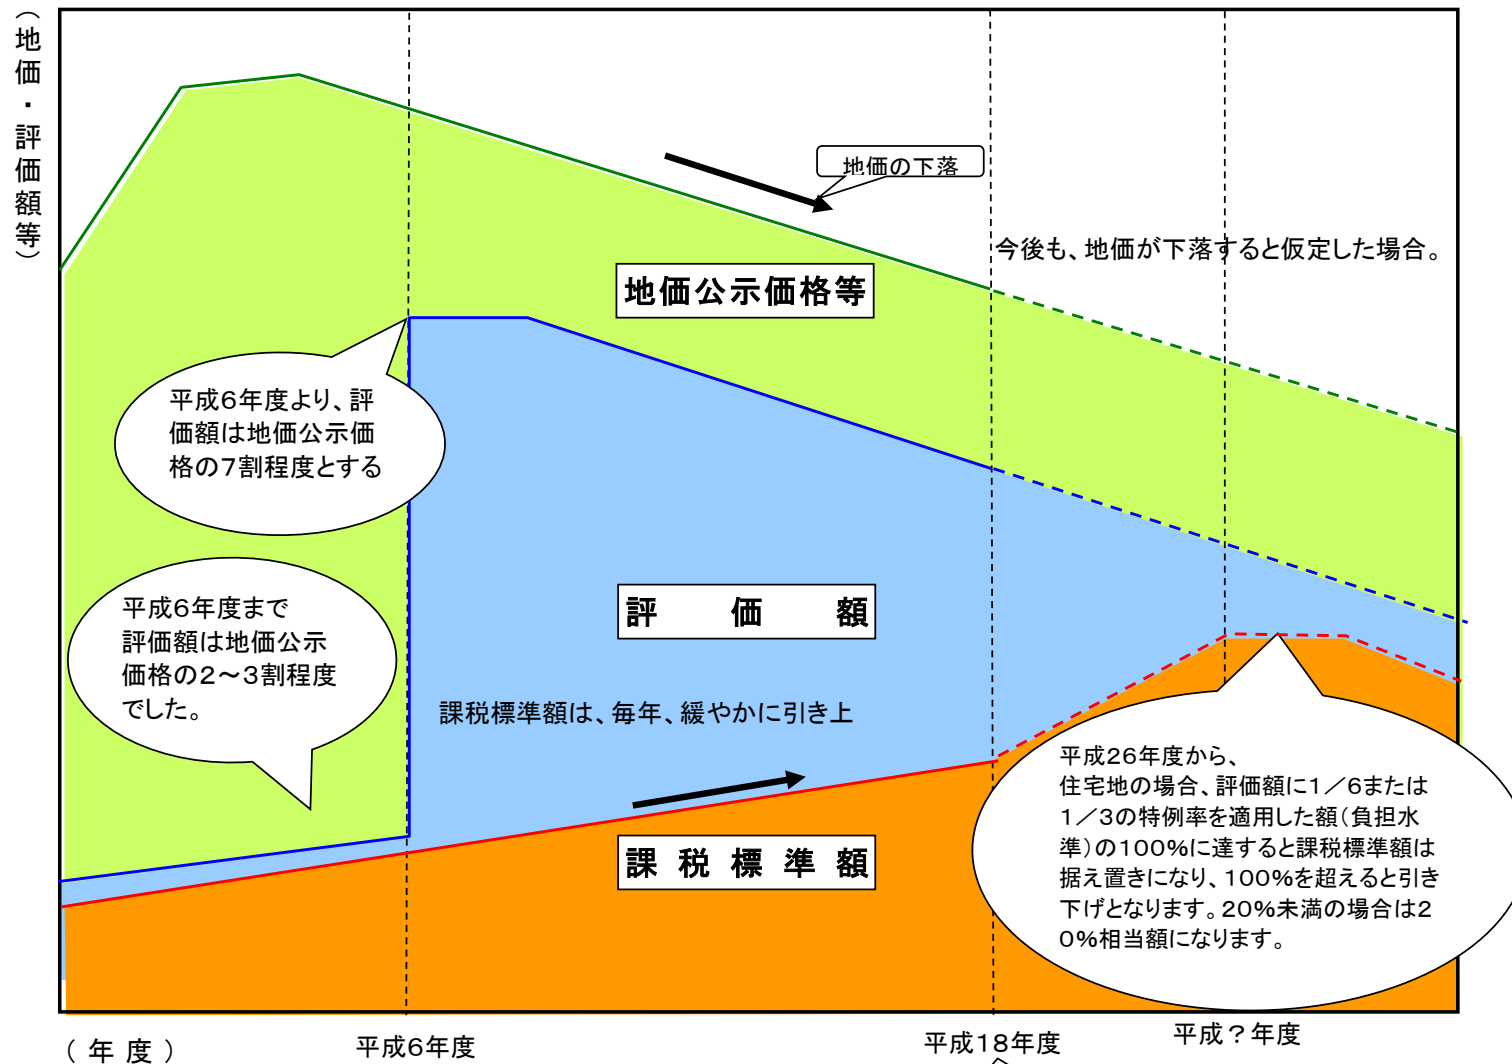 （地価・評価額等）
地価の下落
今後も、地価が下落すると仮定した場合。
地価公示価格等
平成６年度より、評
価額は地価公示価
格の７割程度とする
平成６年度まで
評価額は地価公示
価格の２～３割程度
でした。
評価額
課税標準額は、毎年、緩やかに引き上
平成２６年度から、
住宅地の場合、評価額に１／６または
１／３の特例率を適用した額（負担水
準）の１００％に達すると課税標準額は
据え置きになり、１００％を超えると引き
下げとなります。２０％未満の場合は２
０％相当額になります。
課税標準額
（年度）
平成６年度
平成１８年度
平成？年度